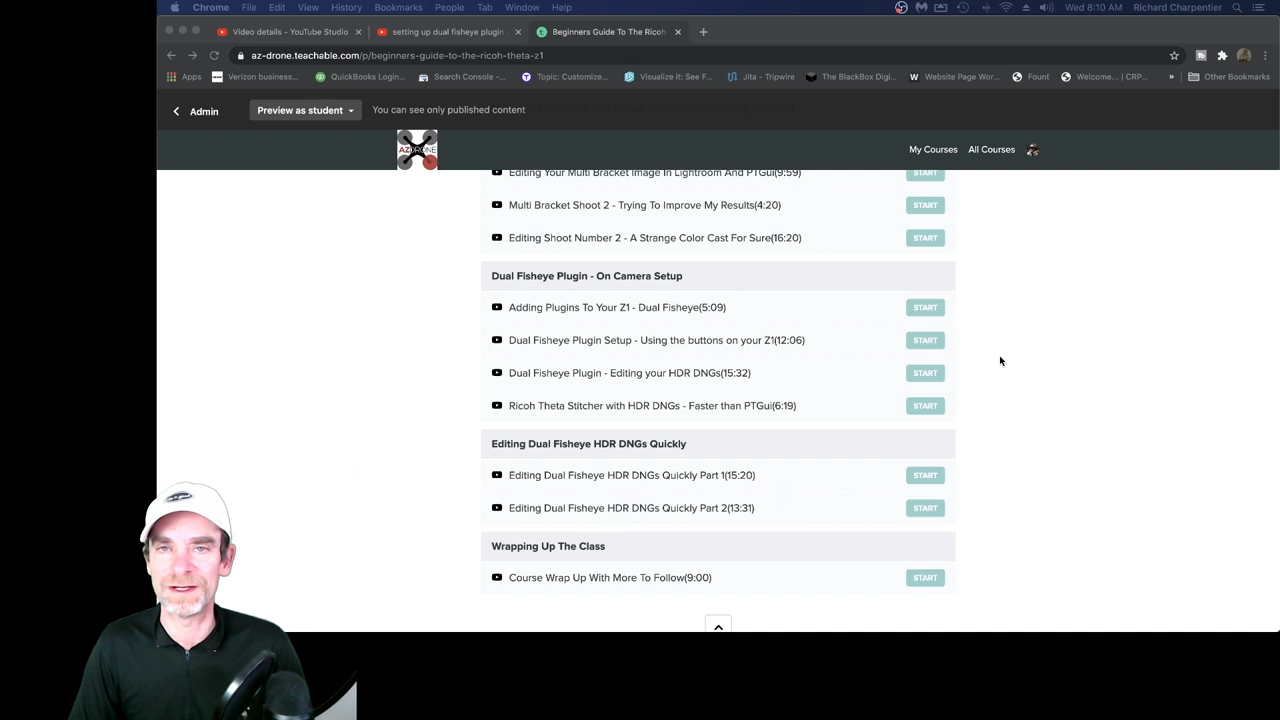 Chrome File Edit View History Bookmarks People Tab Window Help Wed 8:10 AM Richard Charpentier
Video details - YouTube Studio × setting up dual fisheye plugin × Beginners Guide To The Ricoh × +
az-drone.teachable.com/p/beginners-guide-to-the-ricoh-theta-z1
Apps Verizon business... QuickBooks Login... Search Console -... Topic: Customize... Visualize it: See F... Jita - Tripwire The BlackBox Digi... Website Page Wor... Fount Welcome... | CRP... » Other Bookmarks
Admin Preview as student You can see only published content
AZDRONE My Courses All Courses
Editing Your Multi Bracket Image In Lightroom And PTGui(9:59) START
Multi Bracket Shoot 2 - Trying To Improve My Results(4:20) START
Editing Shoot Number 2 - A Strange Color Cast For Sure(16:20) START
Dual Fisheye Plugin - On Camera Setup
Adding Plugins To Your Z1 - Dual Fisheye(5:09) START
Dual Fisheye Plugin Setup - Using the buttons on your Z1(12:06) START
Dual Fisheye Plugin - Editing your HDR DNGs(15:32) START
Ricoh Theta Stitcher with HDR DNGs - Faster than PTGui(6:19) START
Editing Dual Fisheye HDR DNGs Quickly
Editing Dual Fisheye HDR DNGs Quickly Part 1(15:20) START
Editing Dual Fisheye HDR DNGs Quickly Part 2(13:31) START
Wrapping Up The Class
Course Wrap Up With More To Follow(9:00) START